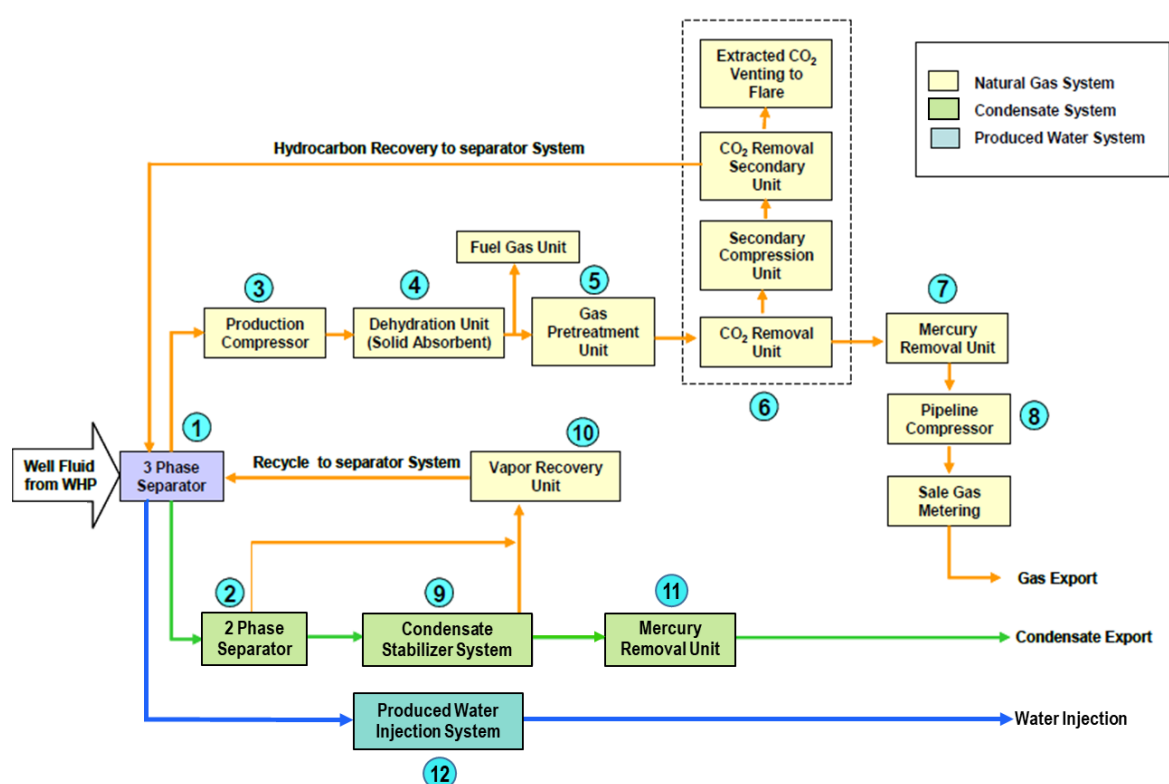 Extracted CO₂
Venting to
Flare
Natural Gas System
Condensate System
Produced Water System
Hydrocarbon Recovery to separator System
CO₂ Removal
Secondary
Unit
Fuel Gas Unit
Secondary
Compression
Unit
3
4
5
7
Production
Compressor
Dehydration Unit
(Solid Absorbent)
Gas
Pretreatment
Unit
CO₂ Removal
Unit
Mercury
Removal Unit
6
Pipeline
Compressor
8
1
10
Well Fluid
from WHP
3 Phase
Separator
Recycle to separator System
Vapor Recovery
Unit
Sale Gas
Metering
Gas Export
2
9
11
2 Phase
Separator
Condensate
Stabilizer System
Mercury
Removal Unit
Condensate Export
Produced Water
Injection System
Water Injection
12